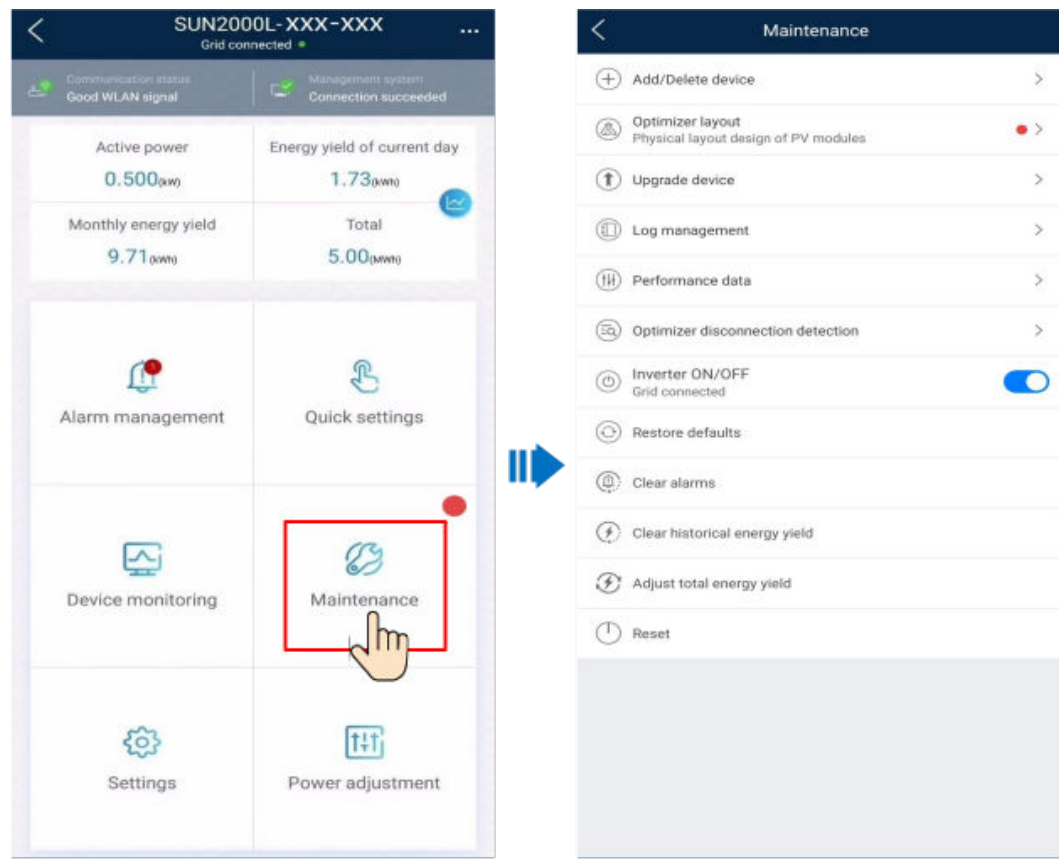 SUN2000L-XXX-XXX
Grid connected
Communication status
Good WLAN signal
Management system
Connection succeeded
Active power
0.500(kW)
Energy yield of current day
1.73(kWh)
Monthly energy yield
9.71(kWh)
Total
5.00(MWh)
Alarm management
Quick settings
Device monitoring
Maintenance
Settings
Power adjustment
Maintenance
Add/Delete device
Optimizer layout
Physical layout design of PV modules
Upgrade device
Log management
Performance data
Optimizer disconnection detection
Inverter ON/OFF
Grid connected
Restore defaults
Clear alarms
Clear historical energy yield
Adjust total energy yield
Reset